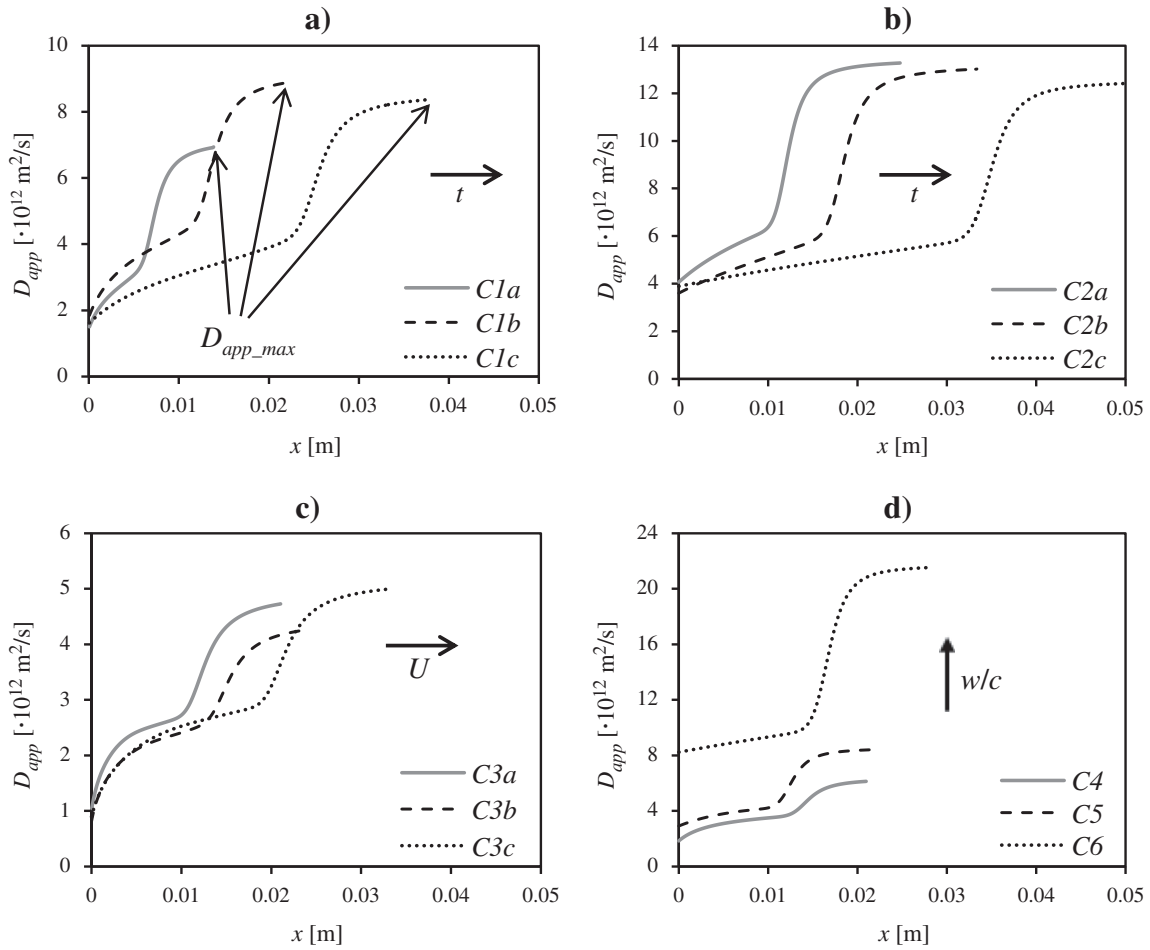 a)
10
8
6
4
2
0
D_app [·10^12 m^2/s]
t
D_app_max
C1a
C1b
C1c
0 0.01 0.02 0.03 0.04 0.05
x [m]
b)
14
12
10
8
6
4
2
0
D_app [·10^12 m^2/s]
t
C2a
C2b
C2c
0 0.01 0.02 0.03 0.04 0.05
x [m]
c)
6
5
4
3
2
1
0
D_app [·10^12 m^2/s]
U
C3a
C3b
C3c
0 0.01 0.02 0.03 0.04 0.05
x [m]
d)
24
20
16
12
8
4
0
D_app [·10^12 m^2/s]
w/c
C4
C5
C6
0 0.01 0.02 0.03 0.04 0.05
x [m]